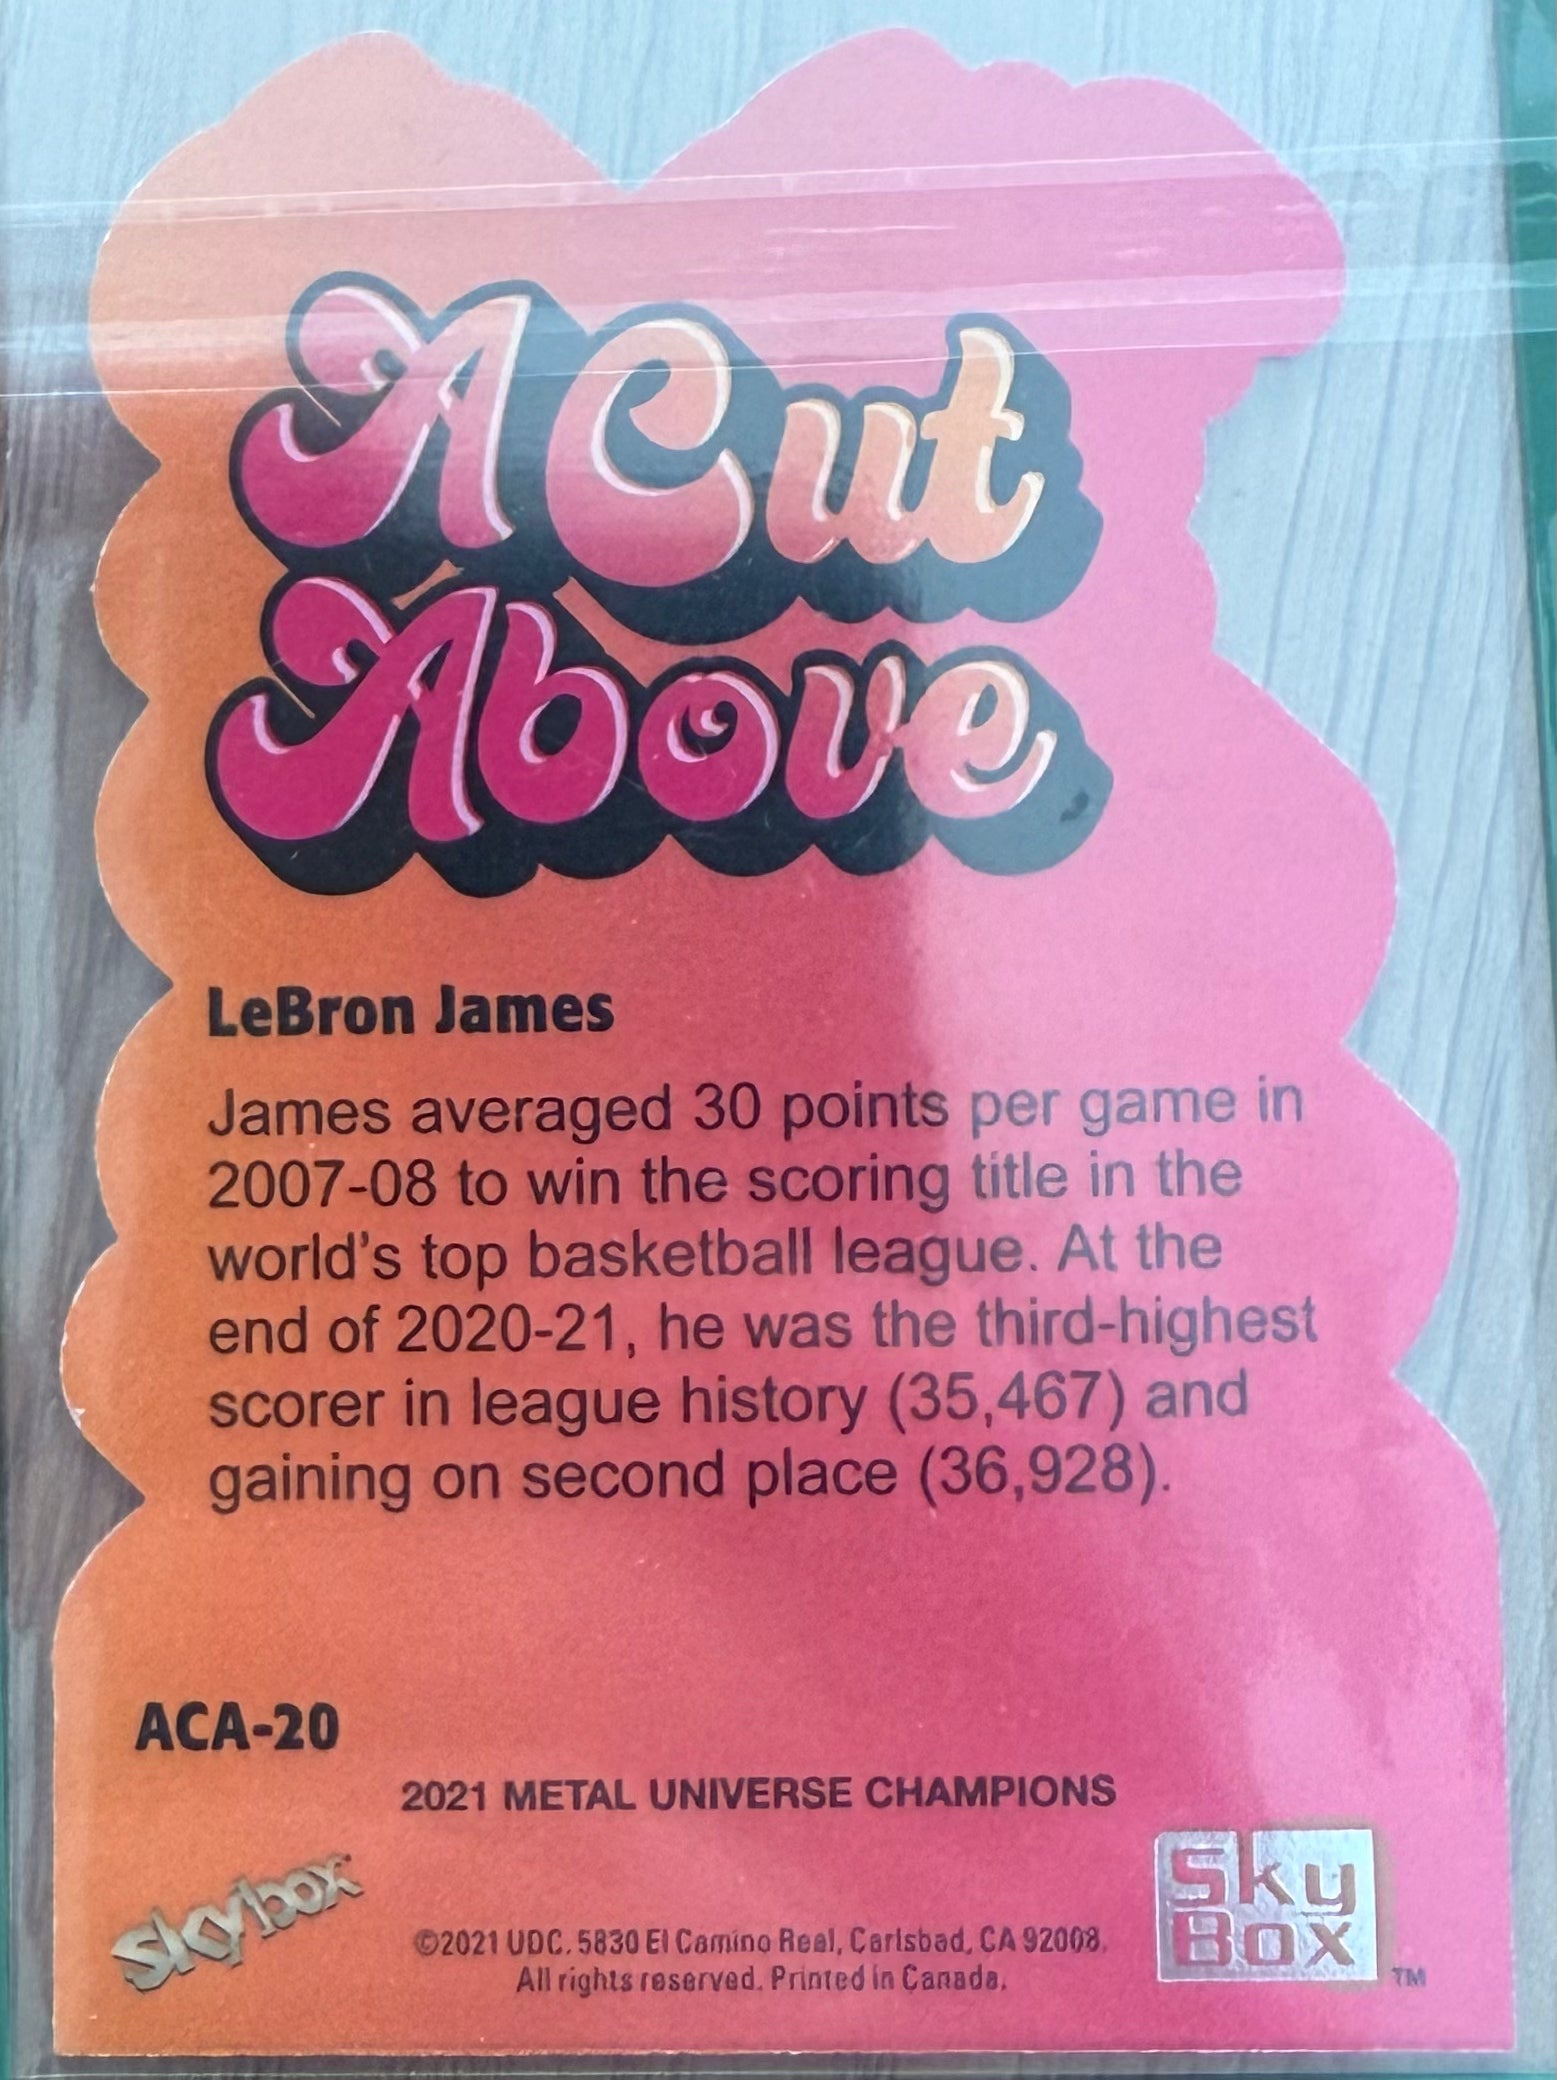 A Cut
Above
LeBron James
James averaged 30 points per game in
2007-08 to win the scoring title in the
world's top basketball league. At the
end of 2020-21, he was the third-highest
scorer in league history (35,467) and
gaining on second place (36,928).
ACA-20
2021 METAL UNIVERSE CHAMPIONS
skybox
©2021 UDC. 5830 El Camino Real, Carlsbad, CA 92008.
All rights reserved. Printed in Canada.
Sky
Box
TM